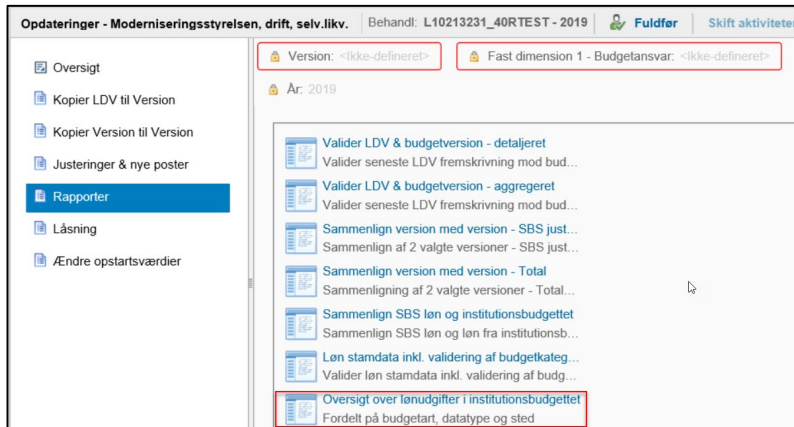 Opdateringer - Moderniseringsstyrelsen, drift, selv.likv. Behandl: L10213231_40RTEST - 2019 Fuldfør Skift aktiviteter
Version: <Ikke-defineret> Fast dimension 1 - Budgetansvar: <Ikke-defineret>
År: 2019
Oversigt
Kopier LDV til Version
Kopier Version til Version
Justeringer & nye poster
Rapporter
Låsning
Ændre opstartsværdier
Valider LDV & budgetversion - detaljeret
Valider seneste LDV fremskrivning mod bud...
Valider LDV & budgetversion - aggregeret
Valider seneste LDV fremskrivning mod bud...
Sammenlign version med version - SBS just...
Sammenlign af 2 valgte versioner - SBS just...
Sammenlign version med version - Total
Sammenligning af 2 valgte versioner - Total...
Sammenlign SBS løn og institutionsbudgettet
Sammenlign SBS løn og løn fra institutionsb...
Løn stamdata inkl. validering af budgetkateg...
Valider løn stamdata inkl. validering af budg...
Oversigt over lønudgifter i institutionsbudgettet
Fordelt på budgetart, datatype og sted